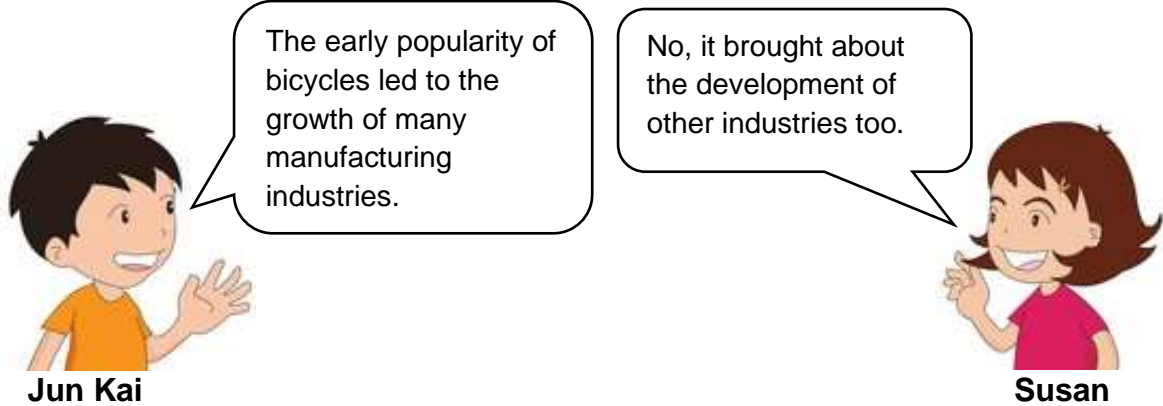 The early popularity of
bicycles led to the
growth of many
manufacturing
industries.
No, it brought about
the development of
other industries too.
Jun Kai
Susan